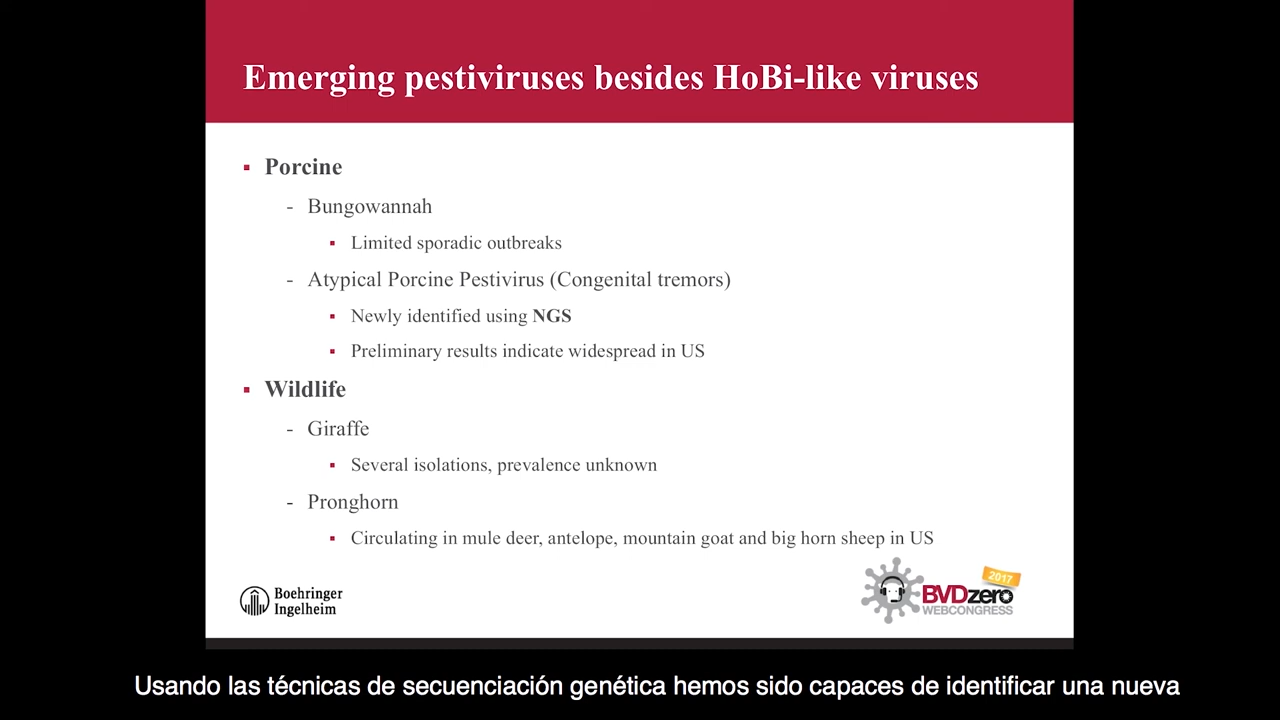 Emerging pestiviruses besides HoBi-like viruses
▪ Porcine
- Bungowannah
▪ Limited sporadic outbreaks
- Atypical Porcine Pestivirus (Congenital tremors)
▪ Newly identified using NGS
▪ Preliminary results indicate widespread in US
▪ Wildlife
- Giraffe
▪ Several isolations, prevalence unknown
- Pronghorn
▪ Circulating in mule deer, antelope, mountain goat and big horn sheep in US
Boehringer
Ingelheim
2017
BVDzero
WEBCONGRESS
Usando las técnicas de secuenciación genética hemos sido capaces de identificar una nueva